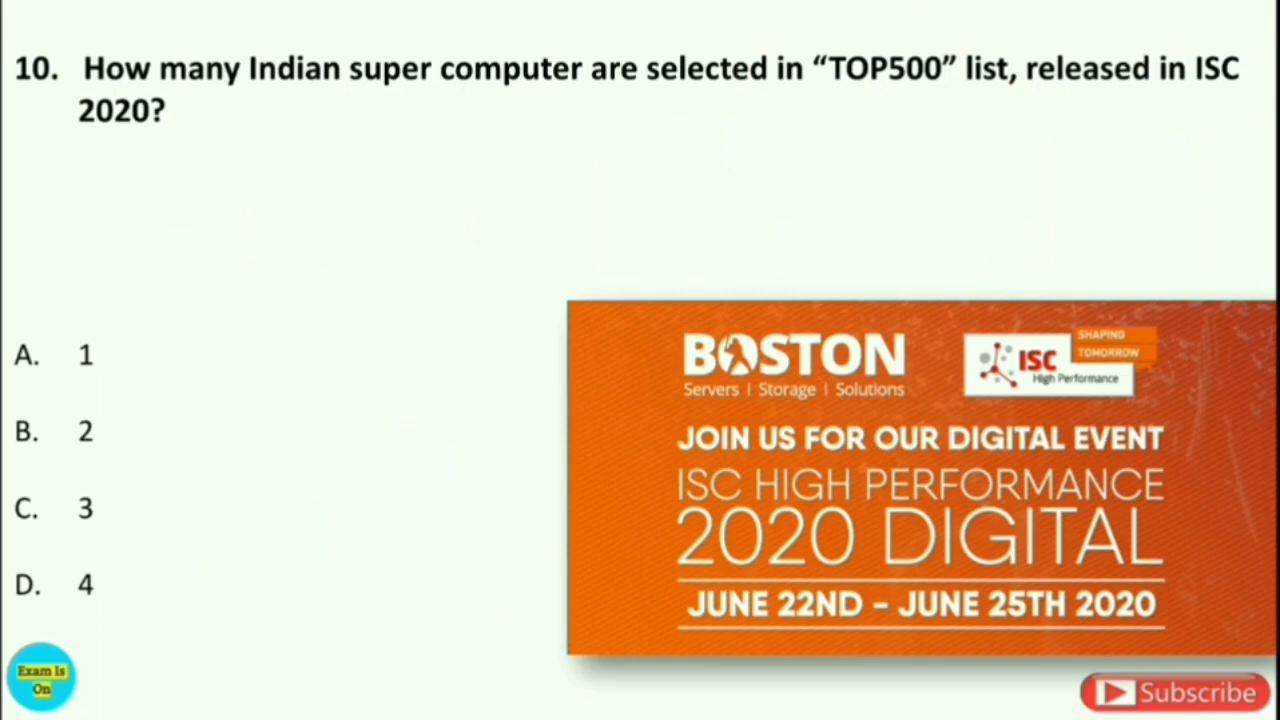 10. How many Indian super computer are selected in “TOP500” list, released in ISC
2020?
A. 1
B. 2
C. 3
D. 4
BOSTON
Servers | Storage | Solutions
SHAPING
TOMORROW
ISC
High Performance
JOIN US FOR OUR DIGITAL EVENT
ISC HIGH PERFORMANCE
2020 DIGITAL
JUNE 22ND - JUNE 25TH 2020
Exam Is
On
Subscribe